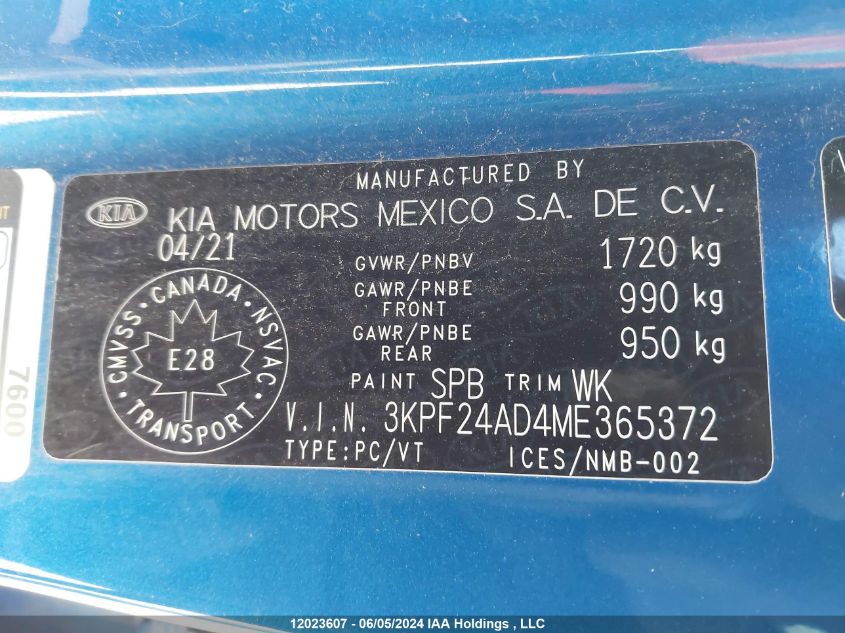 MANUFACTURED BY
KIA KIA MOTORS MEXICO S.A. DE C.V.
04/21
GVWR/PNBV 1720 kg
GAWR/PNBE FRONT 990 kg
GAWR/PNBE REAR 950 kg
CMVSS • CANADA • NSVAC • TRANSPORT •
E28
PAINT SPB TRIM WK
V.I.N. 3KPF24AD4ME365372
TYPE:PC/VT ICES/NMB-002
7600
12023607 - 06/05/2024 IAA Holdings , LLC